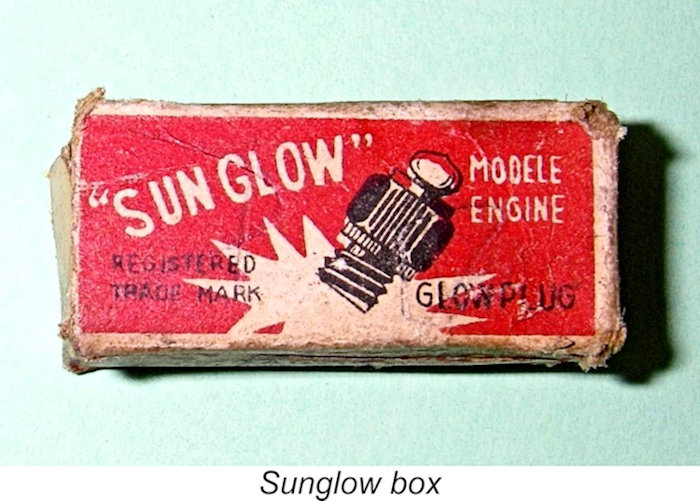 "SUN GLOW"
MODELE
ENGINE
REGISTERED
TRADE MARK
GLOWPLUG
Sunglow box